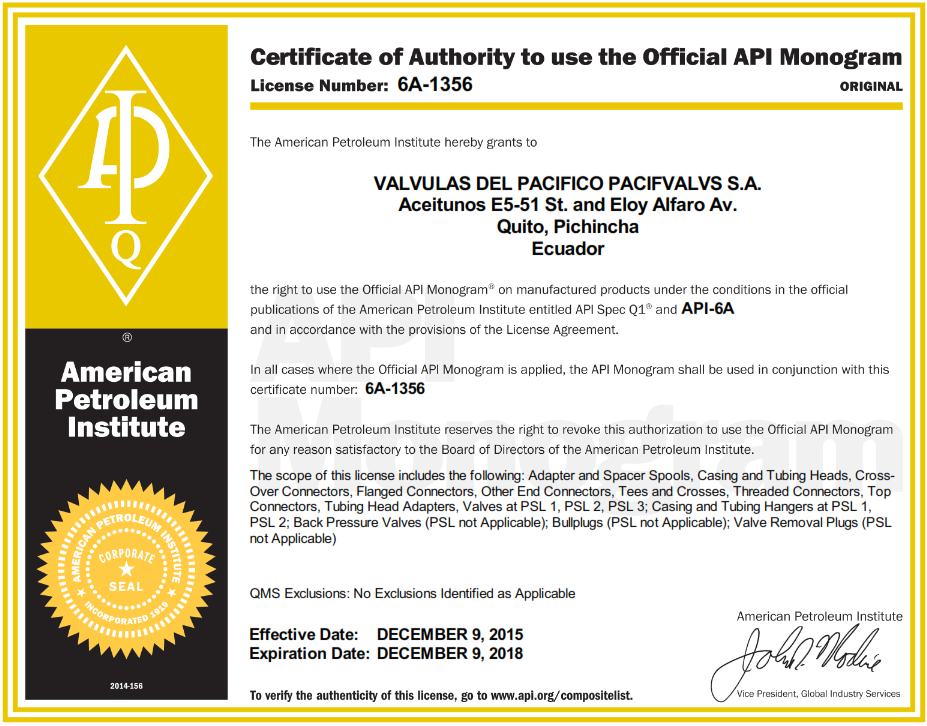 Certificate of Authority to use the Official API Monogram
License Number: 6A-1356
ORIGINAL
The American Petroleum Institute hereby grants to
VALVULAS DEL PACIFICO PACIFVALVS S.A.
Aceitunos E5-51 St. and Eloy Alfaro Av.
Quito, Pichincha
Ecuador
the right to use the Official API Monogram® on manufactured products under the conditions in the official
publications of the American Petroleum Institute entitled API Spec Q1® and API-6A
and in accordance with the provisions of the License Agreement.
In all cases where the Official API Monogram is applied, the API Monogram shall be used in conjunction with this
certificate number: 6A-1356
The American Petroleum Institute reserves the right to revoke this authorization to use the Official API Monogram
for any reason satisfactory to the Board of Directors of the American Petroleum Institute.
The scope of this license includes the following: Adapter and Spacer Spools, Casing and Tubing Heads, Cross-
Over Connectors, Flanged Connectors, Other End Connectors, Tees and Crosses, Threaded Connectors, Top
Connectors, Tubing Head Adapters, Valves at PSL 1, PSL 2, PSL 3; Casing and Tubing Hangers at PSL 1,
PSL 2; Back Pressure Valves (PSL not Applicable); Bullplugs (PSL not Applicable); Valve Removal Plugs (PSL
not Applicable)
QMS Exclusions: No Exclusions Identified as Applicable
Effective Date: DECEMBER 9, 2015
Expiration Date: DECEMBER 9, 2018
To verify the authenticity of this license, go to www.api.org/compositelist.
American Petroleum Institute
Vice President, Global Industry Services
API
Q
®
American
Petroleum
Institute
AMERICAN PETROLEUM INSTITUTE
CORPORATE
SEAL
INCORPORATED 1919
2014-156
API
Monogram